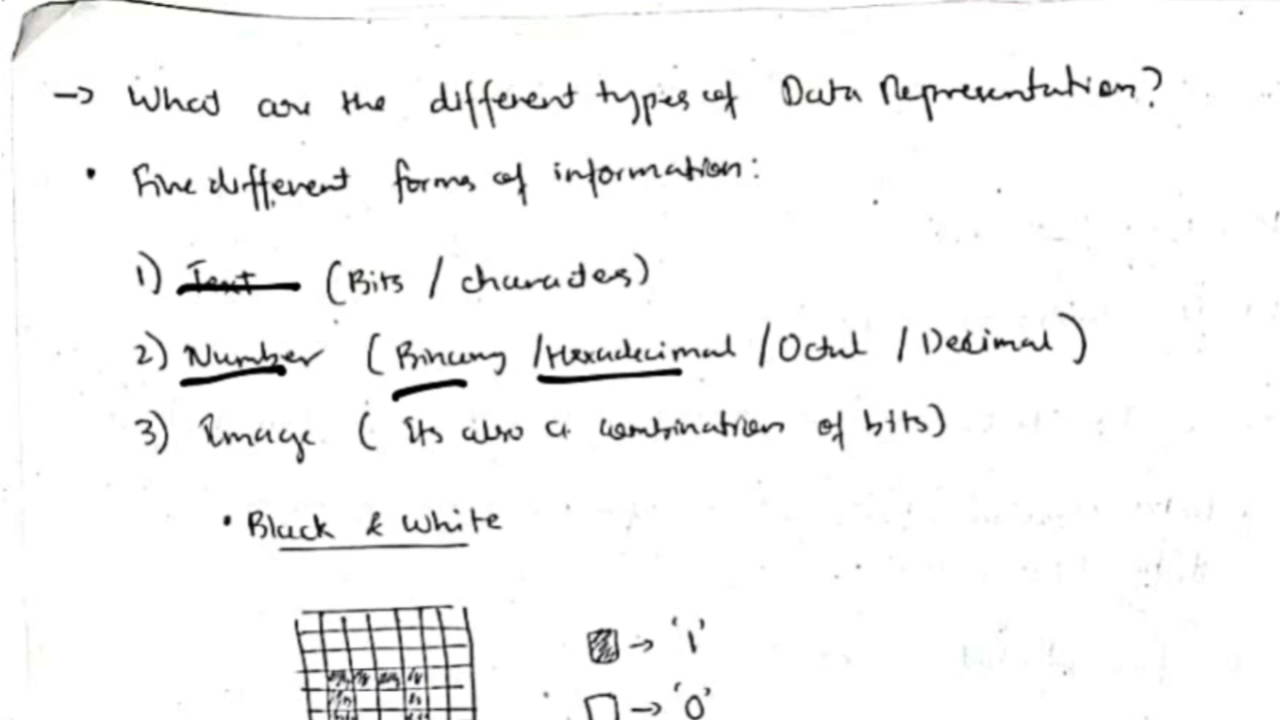 → What are the different types of Data Representation?
• Five different forms of information:
1) Text (Bits / characters)
2) Number (Binary / Hexadecimal / Octal / Decimal)
3) Image ( Its also a combination of bits)
• Black & White
→ '1'
→ '0'